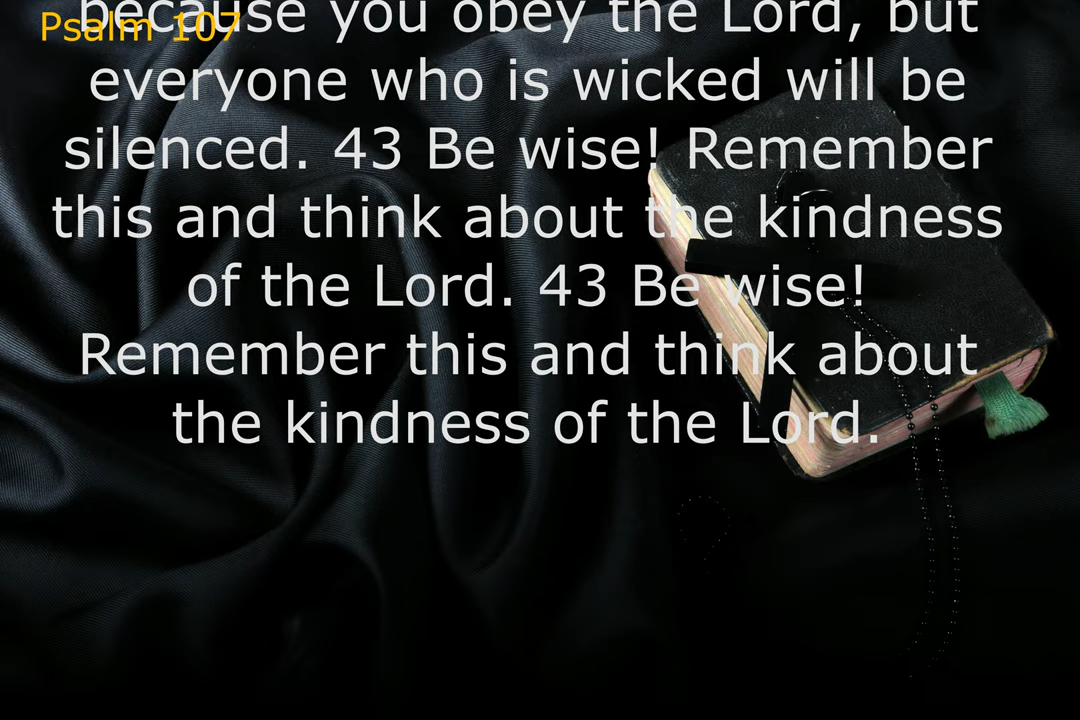 Psalm 107
because you obey the Lord, but
everyone who is wicked will be
silenced. 43 Be wise! Remember
this and think about the kindness
of the Lord. 43 Be wise!
Remember this and think about
the kindness of the Lord.